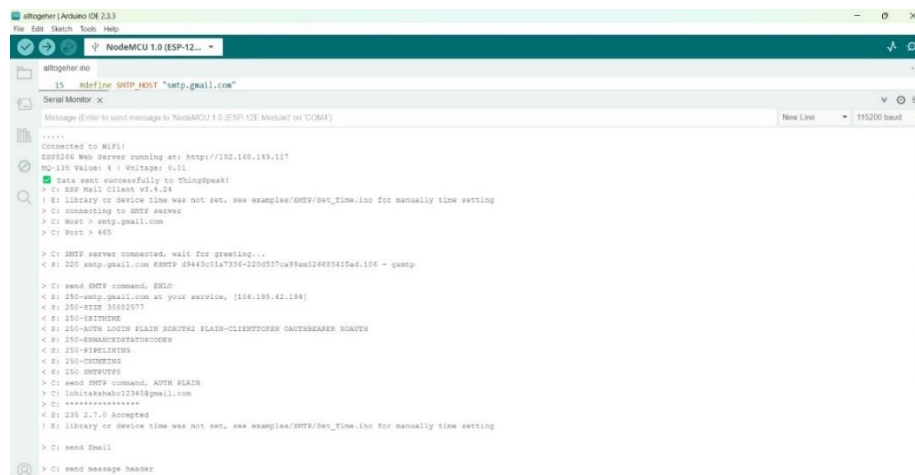 alltogeher | Arduino IDE 2.3.3
File Edit Sketch Tools Help
NodeMCU 1.0 (ESP-12...
alltogeher.ino
15 #define SMTP_HOST "smtp.gmail.com"
Serial Monitor x
Message (Enter to send message to 'NodeMCU 1.0 (ESP-12E Module)' on 'COM4')
New Line
115200 baud
.....
Connected to WiFi!
ESP8266 Web Server running at: http://192.168.149.117
MQ-135 Value: 4 | Voltage: 0.01
✅ Data sent successfully to ThingSpeak!
> C: ESP Mail Client v3.4.24
! E: library or device time was not set, see examples/SMTP/Set_Time.ino for manually time setting
> C: connecting to SMTP server
> C: Host > smtp.gmail.com
> C: Port > 465
> C: SMTP server connected, wait for greeting...
< S: 220 smtp.gmail.com ESMTP - gsmtp
> C: send SMTP command, EHLO
< S: 250-smtp.gmail.com at your service, [106.195.42.194]
< S: 250-SIZE 35882577
< S: 250-8BITMIME
< S: 250-AUTH LOGIN PLAIN XOAUTH2 PLAIN-CLIENTTOKEN OAUTHBEARER XOAUTH
< S: 250-ENHANCEDSTATUSCODES
< S: 250-PIPELINING
< S: 250-CHUNKING
< S: 250 SMTPUTF8
> C: send SMTP command, AUTH PLAIN
> C: lohitakshabc12345@gmail.com
> C: ****************
< S: 235 2.7.0 Accepted
! E: library or device time was not set, see examples/SMTP/Set_Time.ino for manually time setting
> C: send Email
> C: send message header